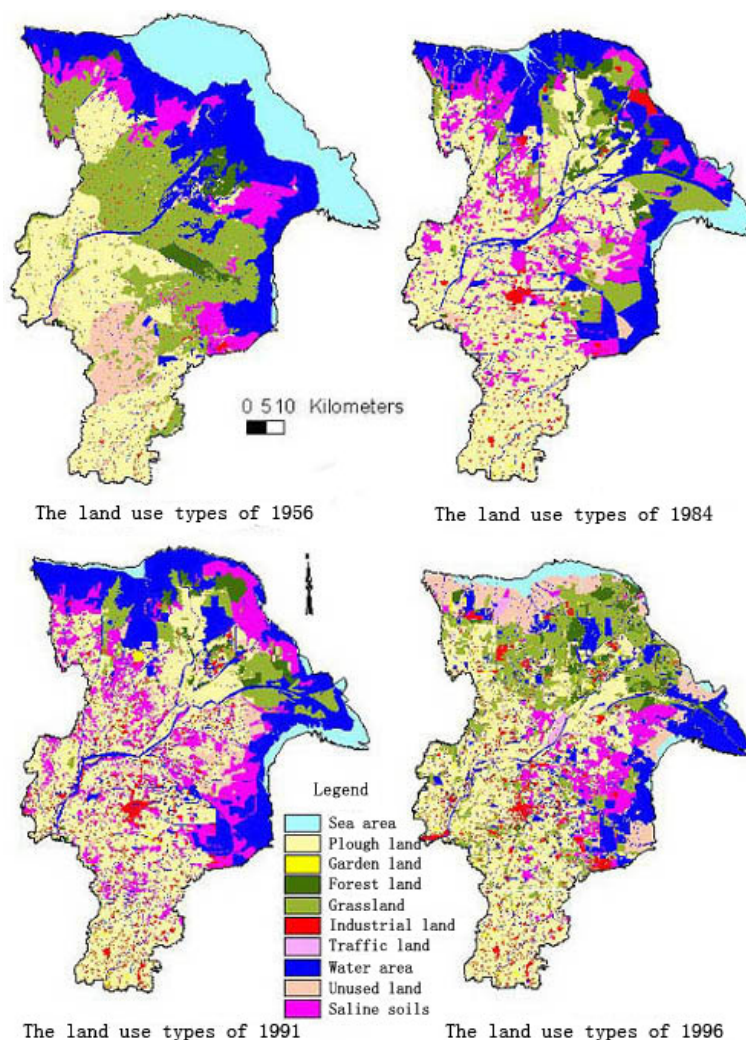 0 510 Kilometers
The land use types of 1956
The land use types of 1984
Legend
Sea area
Plough land
Garden land
Forest land
Grassland
Industrial land
Traffic land
Water area
Unused land
Saline soils
The land use types of 1991
The land use types of 1996